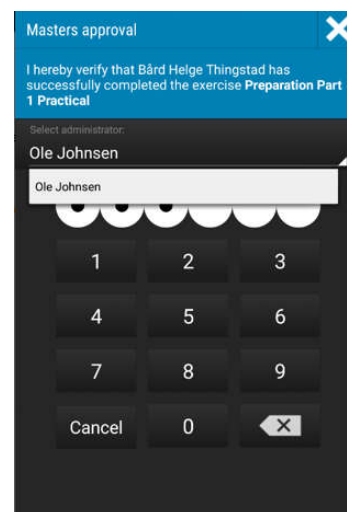 Masters approval
I hereby verify that Bård Helge Thingstad has
successfully completed the exercise Preparation Part
1 Practical
Select administrator:
Ole Johnsen
Ole Johnsen
1 2 3
4 5 6
7 8 9
Cancel 0